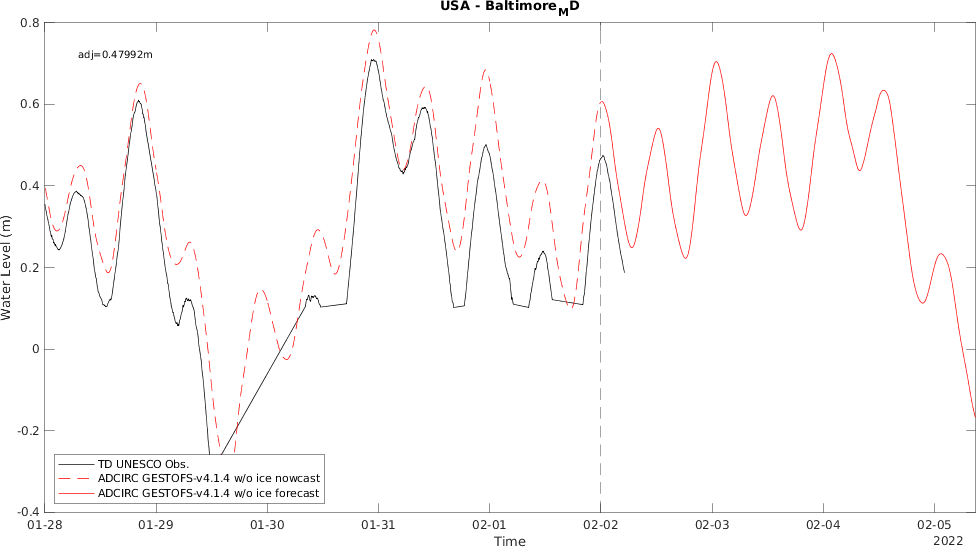 USA - Baltimore_MD
adj=0.47992m
0.8
0.6
0.4
0.2
0
-0.2
-0.4
Water Level (m)
TD UNESCO Obs.
ADCIRC GESTOFS-v4.1.4 w/o ice nowcast
ADCIRC GESTOFS-v4.1.4 w/o ice forecast
01-28 01-29 01-30 01-31 02-01 02-02 02-03 02-04 02-05
Time
2022